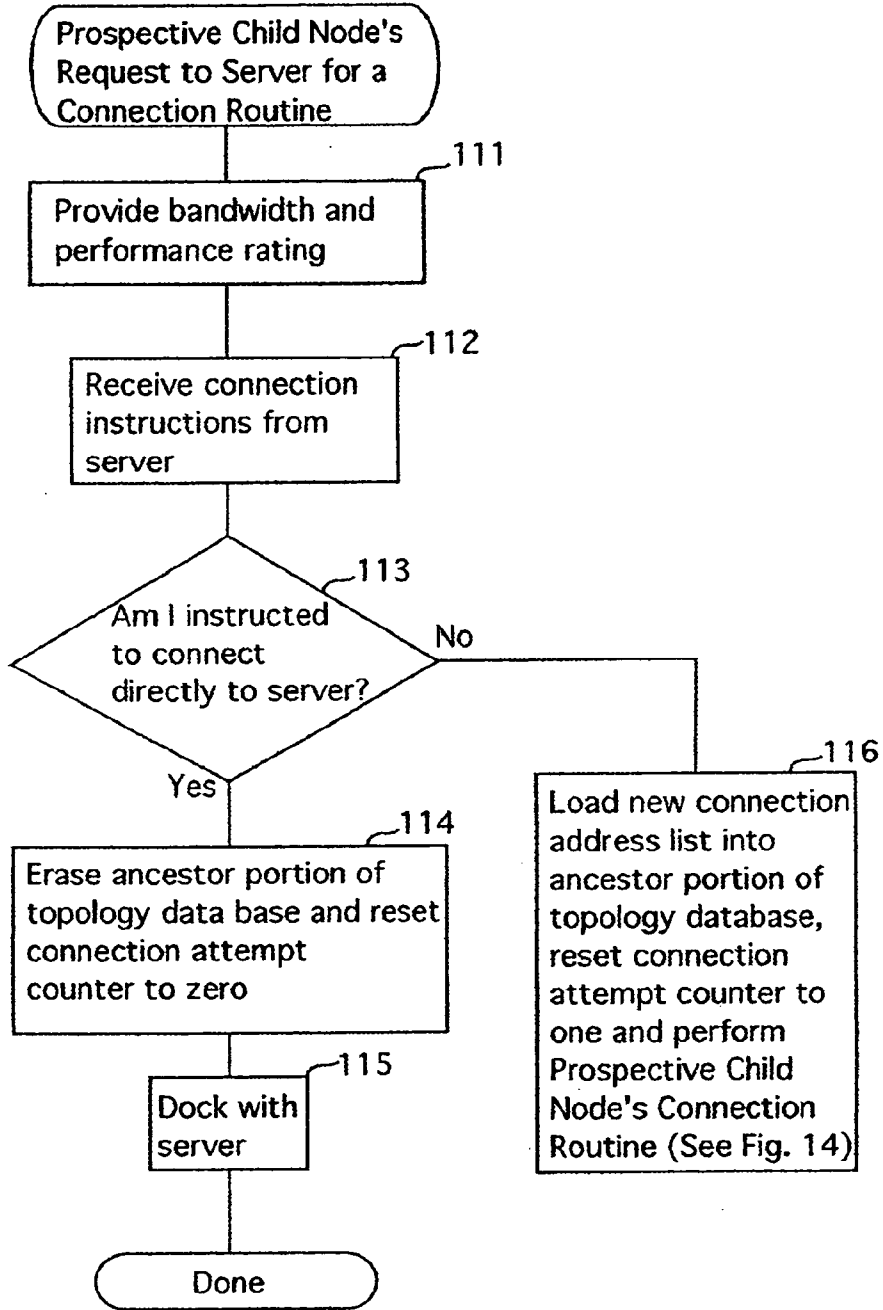 Prospective Child Node's
Request to Server for a
Connection Routine
111
Provide bandwidth and
performance rating
112
Receive connection
instructions from
server
113
Am I instructed
to connect
directly to server?
No
Yes
114
Erase ancestor portion of
topology data base and reset
connection attempt
counter to zero
115
Dock with
server
Done
116
Load new connection
address list into
ancestor portion of
topology database,
reset connection
attempt counter to
one and perform
Prospective Child
Node's Connection
Routine (See Fig. 14)